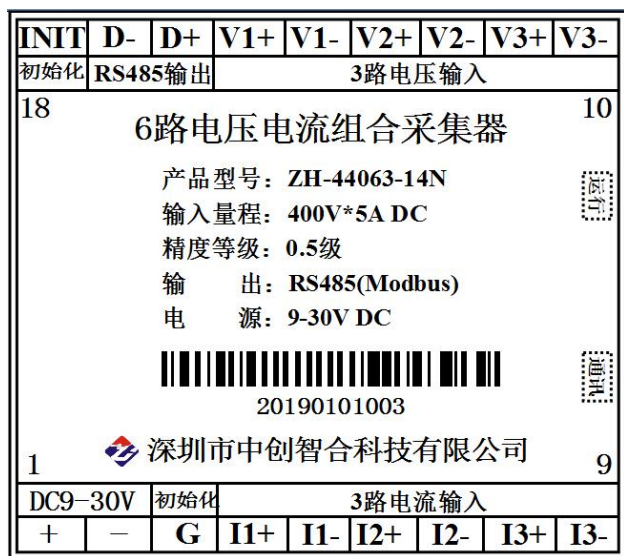 INIT D- D+ V1+ V1- V2+ V2- V3+ V3-
初始化 RS485输出 3路电压输入
18 10
6路电压电流组合采集器
产品型号：ZH-44063-14N
输入量程：400V*5A DC
运行
精度等级：0.5级
输 出：RS485(Modbus)
电 源：9-30V DC
通讯
20190101003
深圳市中创智合科技有限公司
1 9
DC9-30V 初始化 3路电流输入
+ - G I1+ I1- I2+ I2- I3+ I3-